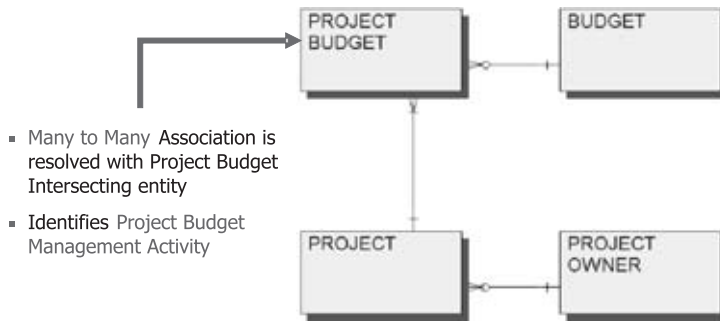 PROJECT
BUDGET
BUDGET
▪ Many to Many Association is
resolved with Project Budget
Intersecting entity
▪ Identifies Project Budget
Management Activity
PROJECT
PROJECT
OWNER